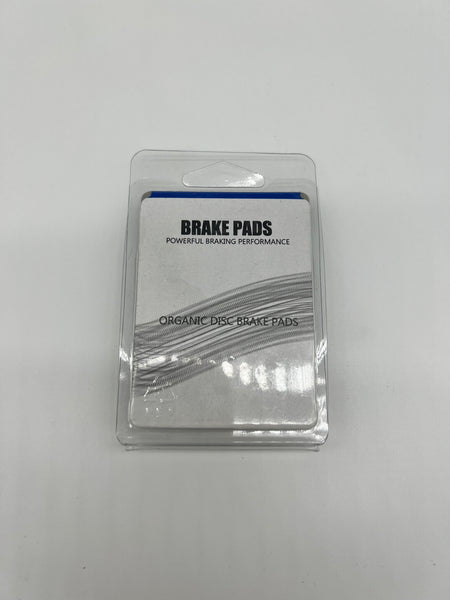 BRAKE PADS
POWERFUL BRAKING PERFORMANCE
ORGANIC DISC BRAKE PADS